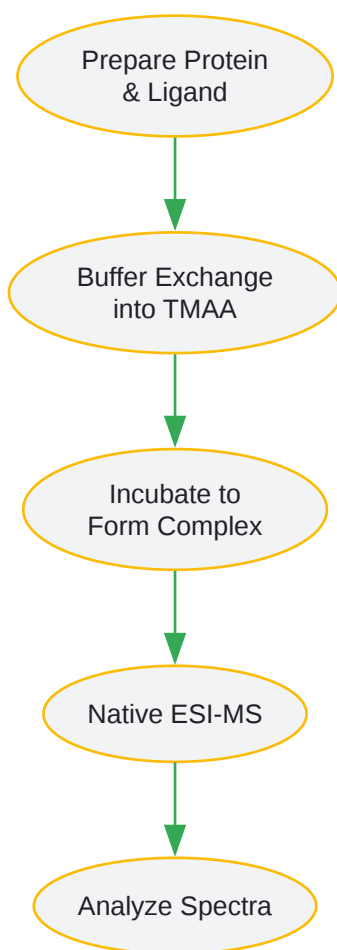 Prepare Protein
& Ligand
Buffer Exchange
into TMAA
Incubate to
Form Complex
Native ESI-MS
Analyze Spectra